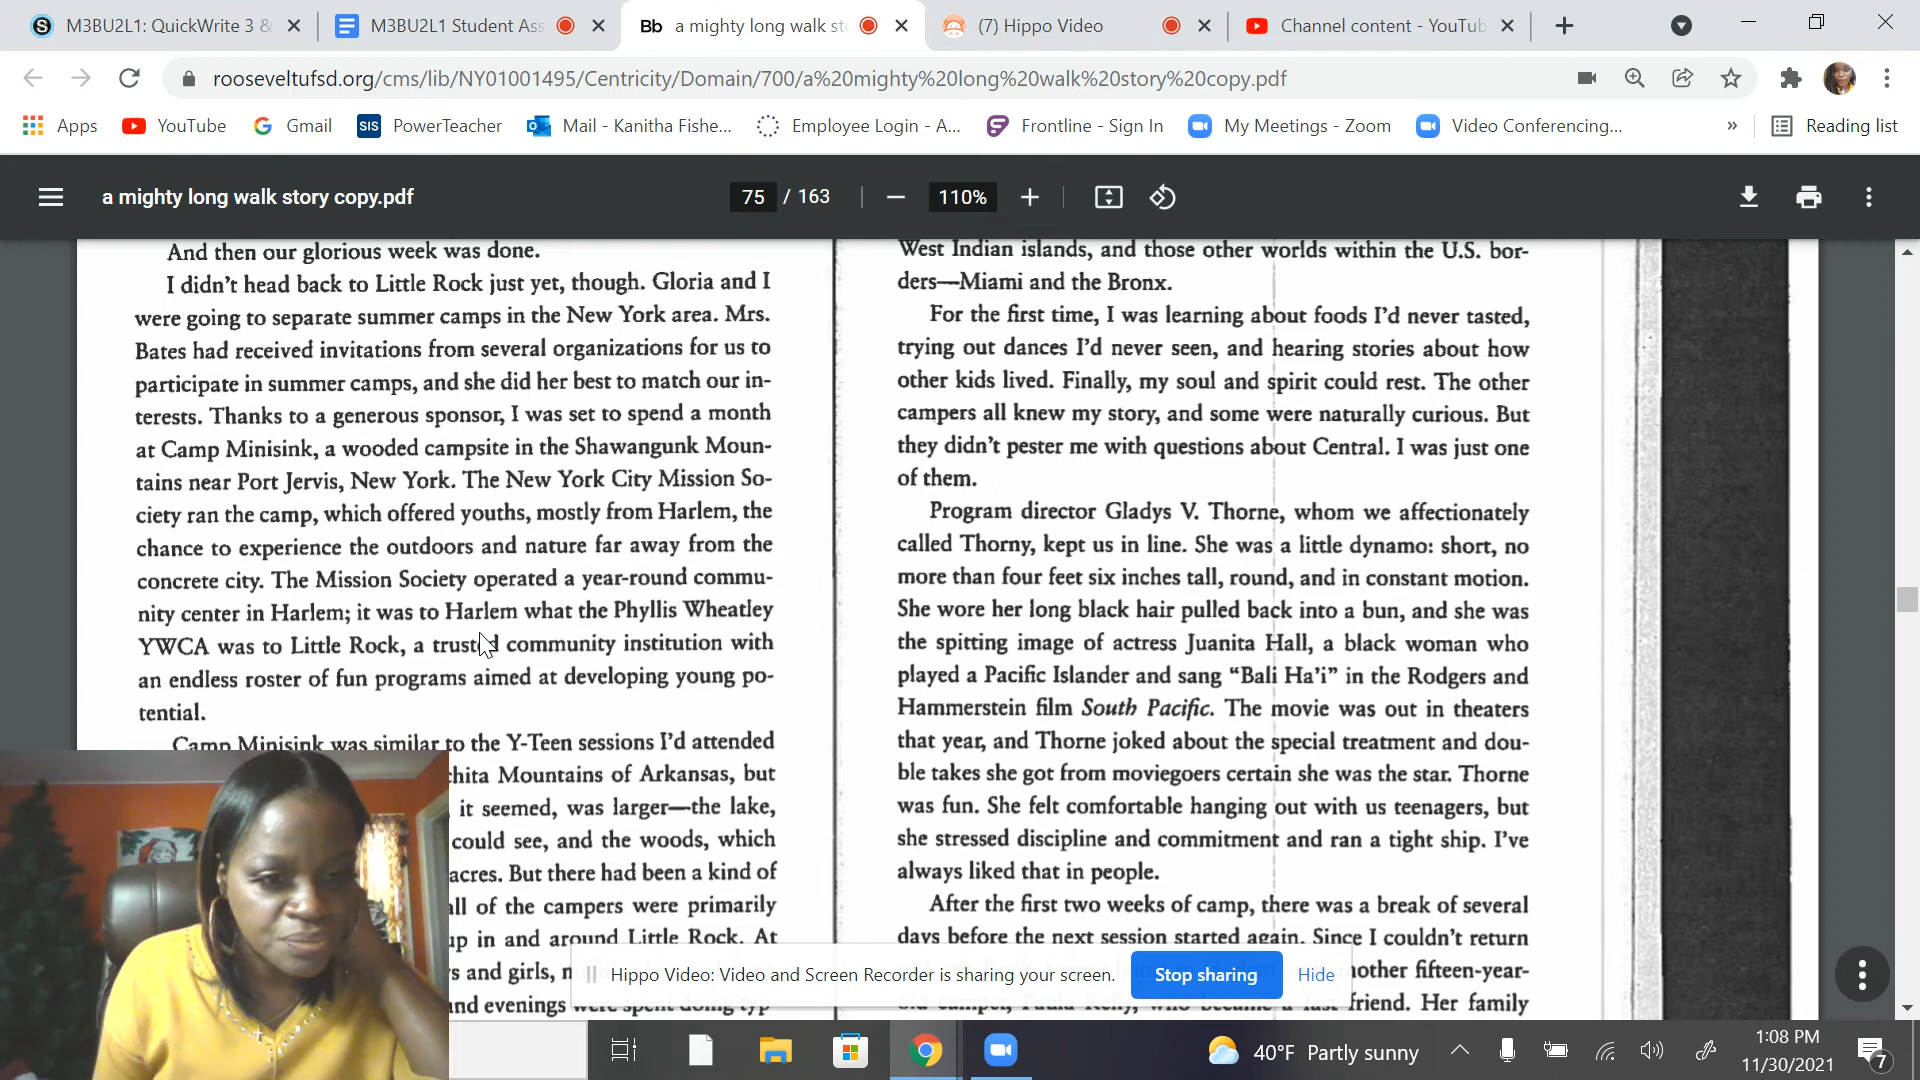 M3BU2L1: QuickWrite 3 &
M3BU2L1 Student Ass
Bb a mighty long walk sto
(7) Hippo Video
Channel content - YouTub
rooseveltufsd.org/cms/lib/NY01001495/Centricity/Domain/700/a%20mighty%20long%20walk%20story%20copy.pdf
Apps
YouTube
Gmail
SIS PowerTeacher
Mail - Kanitha Fishe...
Employee Login - A...
Frontline - Sign In
My Meetings - Zoom
Video Conferencing...
»
Reading list
a mighty long walk story copy.pdf
75 / 163
110%
And then our glorious week was done.
I didn't head back to Little Rock just yet, though. Gloria and I
were going to separate summer camps in the New York area. Mrs.
Bates had received invitations from several organizations for us to
participate in summer camps, and she did her best to match our in-
terests. Thanks to a generous sponsor, I was set to spend a month
at Camp Minisink, a wooded campsite in the Shawangunk Moun-
tains near Port Jervis, New York. The New York City Mission So-
ciety ran the camp, which offered youths, mostly from Harlem, the
chance to experience the outdoors and nature far away from the
concrete city. The Mission Society operated a year-round commu-
nity center in Harlem; it was to Harlem what the Phyllis Wheatley
YWCA was to Little Rock, a trusted community institution with
an endless roster of fun programs aimed at developing young po-
tential.
Camp Minisink was similar to the Y-Teen sessions I'd attended
chita Mountains of Arkansas, but
it seemed, was larger—the lake,
could see, and the woods, which
acres. But there had been a kind of
all of the campers were primarily
up in and around Little Rock. At
s and girls,
and evenings were spent doing typ
West Indian islands, and those other worlds within the U.S. bor-
ders—Miami and the Bronx.
For the first time, I was learning about foods I'd never tasted,
trying out dances I'd never seen, and hearing stories about how
other kids lived. Finally, my soul and spirit could rest. The other
campers all knew my story, and some were naturally curious. But
they didn't pester me with questions about Central. I was just one
of them.
Program director Gladys V. Thorne, whom we affectionately
called Thorny, kept us in line. She was a little dynamo: short, no
more than four feet six inches tall, round, and in constant motion.
She wore her long black hair pulled back into a bun, and she was
the spitting image of actress Juanita Hall, a black woman who
played a Pacific Islander and sang "Bali Ha'i" in the Rodgers and
Hammerstein film South Pacific. The movie was out in theaters
that year, and Thorne joked about the special treatment and dou-
ble takes she got from moviegoers certain she was the star. Thorne
was fun. She felt comfortable hanging out with us teenagers, but
she stressed discipline and commitment and ran a tight ship. I've
always liked that in people.
After the first two weeks of camp, there was a break of several
days before the next session started again. Since I couldn't return
nother fifteen-year-
friend. Her family
Hippo Video: Video and Screen Recorder is sharing your screen.
Stop sharing
Hide
40°F Partly sunny
1:08 PM
11/30/2021
7